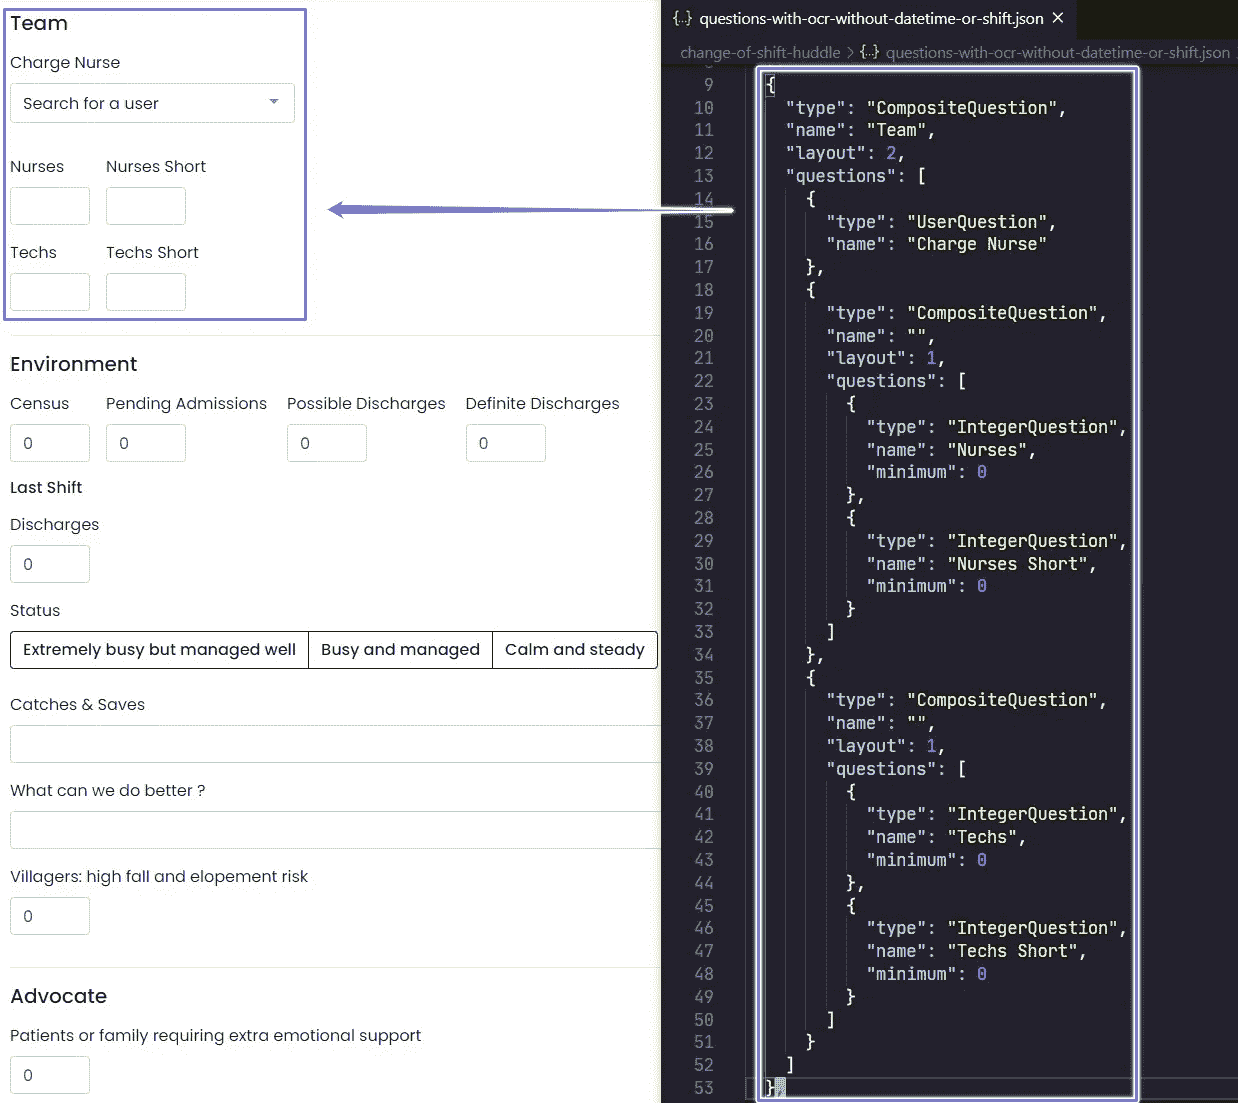 Team
Charge Nurse
Search for a user
Nurses Nurses Short
Techs Techs Short
Environment
Census Pending Admissions Possible Discharges Definite Discharges
0 0 0 0
Last Shift
Discharges
0
Status
Extremely busy but managed well Busy and managed Calm and steady
Catches & Saves
What can we do better ?
Villagers: high fall and elopement risk
0
Advocate
Patients or family requiring extra emotional support
0
{..} questions-with-ocr-without-datetime-or-shift.json ×
change-of-shift-huddle > {..} questions-with-ocr-without-datetime-or-shift.json
9 {
10 "type": "CompositeQuestion",
11 "name": "Team",
12 "layout": 2,
13 "questions": [
14 {
15 "type": "UserQuestion",
16 "name": "Charge Nurse"
17 },
18 {
19 "type": "CompositeQuestion",
20 "name": "",
21 "layout": 1,
22 "questions": [
23 {
24 "type": "IntegerQuestion",
25 "name": "Nurses",
26 "minimum": 0
27 },
28 {
29 "type": "IntegerQuestion",
30 "name": "Nurses Short",
31 "minimum": 0
32 }
33 ]
34 },
35 {
36 "type": "CompositeQuestion",
37 "name": "",
38 "layout": 1,
39 "questions": [
40 {
41 "type": "IntegerQuestion",
42 "name": "Techs",
43 "minimum": 0
44 },
45 {
46 "type": "IntegerQuestion",
47 "name": "Techs Short",
48 "minimum": 0
49 }
50 ]
51 }
52 ]
53 }